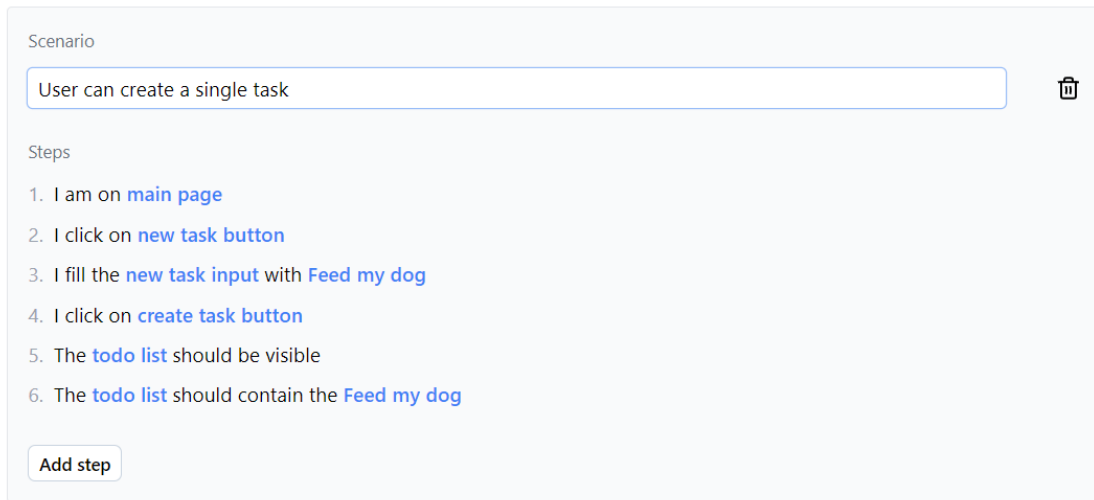 Scenario
User can create a single task
Steps
1. I am on main page
2. I click on new task button
3. I fill the new task input with Feed my dog
4. I click on create task button
5. The todo list should be visible
6. The todo list should contain the Feed my dog
Add step